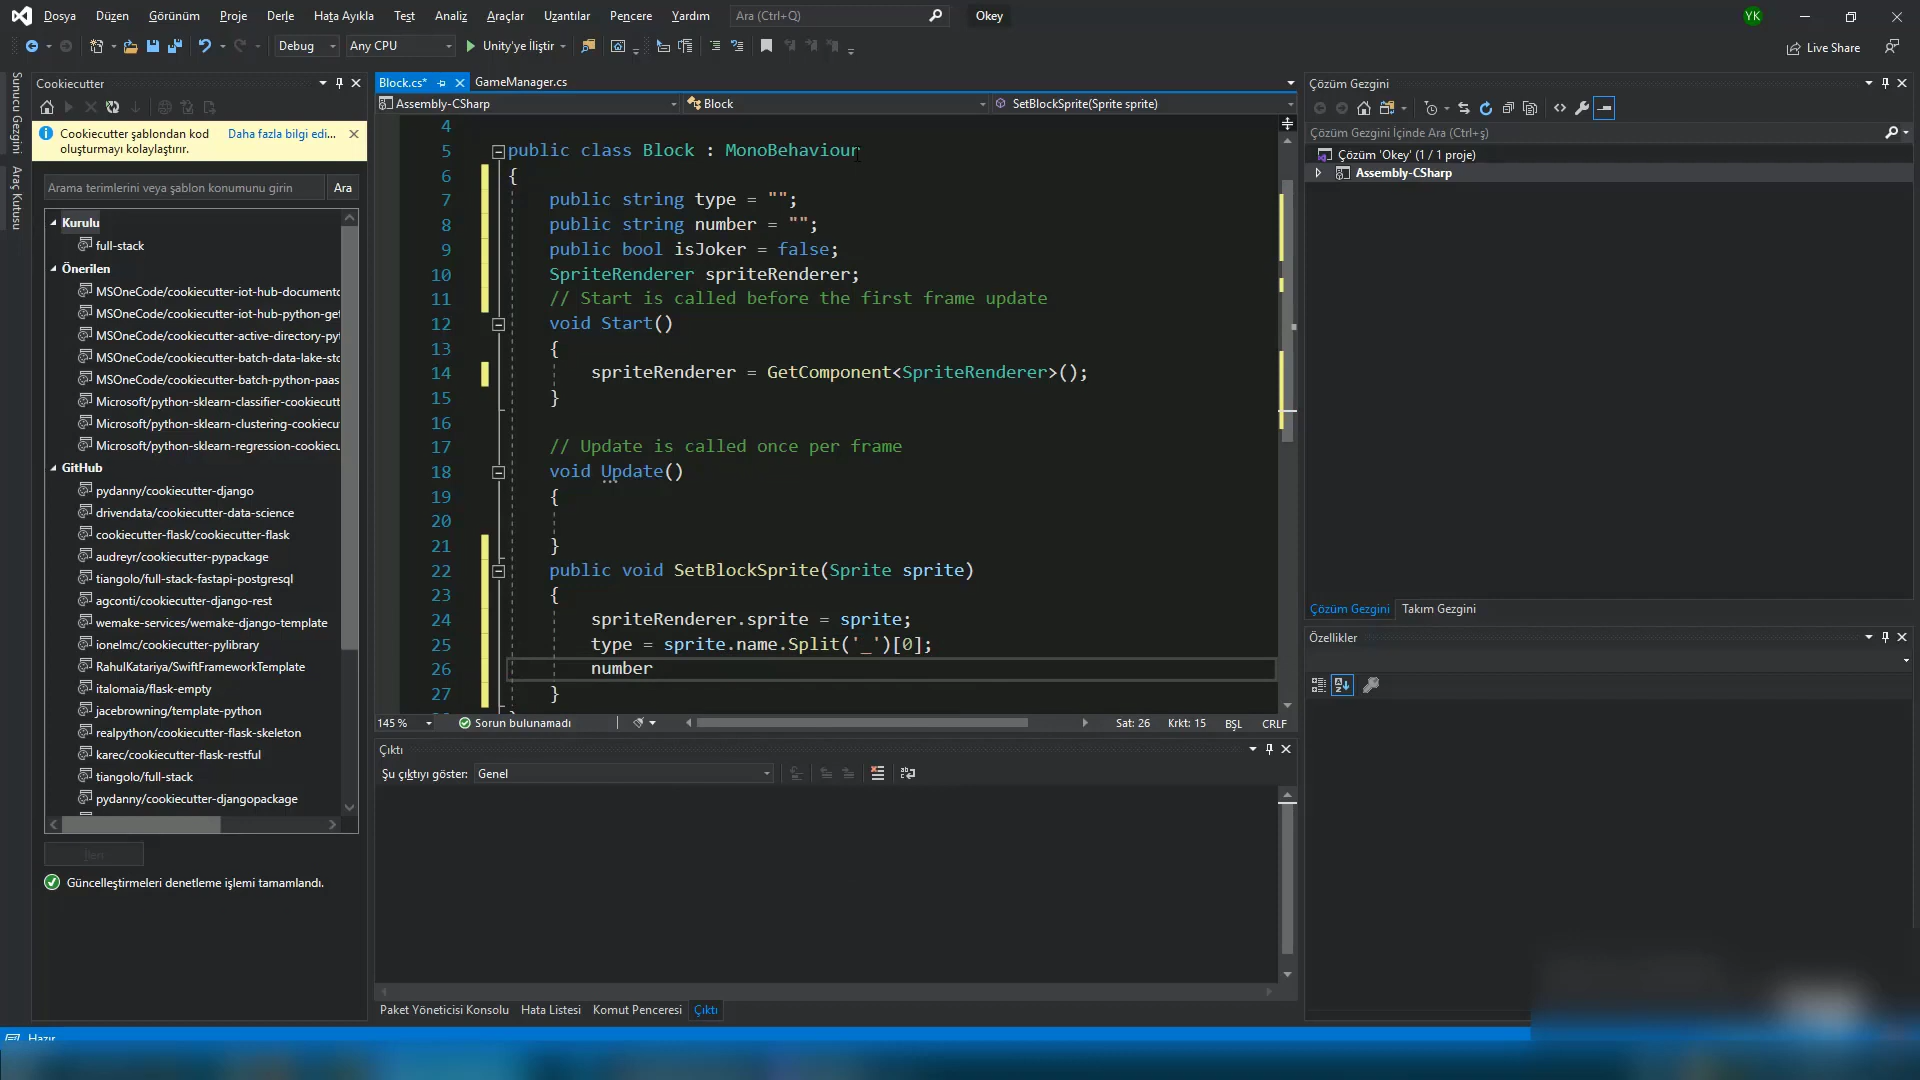 Dosya Düzen Görünüm Proje Derle Hata Ayıkla Test Analiz Araçlar Uzantılar Pencere Yardım Ara (Ctrl+Q) Okey YK
Debug Any CPU Unity'ye İliştir Live Share
Sunucu Gezgini
Araç Kutusu
Cookiecutter
Cookiecutter şablondan kod oluşturmayı kolaylaştırır.
Daha fazla bilgi edi...
Arama terimlerini veya şablon konumunu girin Ara
Kurulu
full-stack
Önerilen
MSOneCode/cookiecutter-iot-hub-documentd
MSOneCode/cookiecutter-iot-hub-python-get
MSOneCode/cookiecutter-active-directory-pyt
MSOneCode/cookiecutter-batch-data-lake-sto
MSOneCode/cookiecutter-batch-python-paas
Microsoft/python-sklearn-classifier-cookiecutt
Microsoft/python-sklearn-clustering-cookiecu
Microsoft/python-sklearn-regression-cookiecu
GitHub
pydanny/cookiecutter-django
drivendata/cookiecutter-data-science
cookiecutter-flask/cookiecutter-flask
audreyr/cookiecutter-pypackage
tiangolo/full-stack-fastapi-postgresql
agconti/cookiecutter-django-rest
wemake-services/wemake-django-template
ionelmc/cookiecutter-pylibrary
RahulKatariya/SwiftFrameworkTemplate
italomaia/flask-empty
jacebrowning/template-python
realpython/cookiecutter-flask-skeleton
karec/cookiecutter-flask-restful
tiangolo/full-stack
pydanny/cookiecutter-djangopackage
İleri
Güncelleştirmeleri denetleme işlemi tamamlandı.
Block.cs* GameManager.cs
Assembly-CSharp Block SetBlockSprite(Sprite sprite)
4
5 public class Block : MonoBehaviour
6 {
7 public string type = "";
8 public string number = "";
9 public bool isJoker = false;
10 SpriteRenderer spriteRenderer;
11 // Start is called before the first frame update
12 void Start()
13 {
14 spriteRenderer = GetComponent<SpriteRenderer>();
15 }
16
17 // Update is called once per frame
18 void Update()
19 {
20
21 }
22 public void SetBlockSprite(Sprite sprite)
23 {
24 spriteRenderer.sprite = sprite;
25 type = sprite.name.Split('_')[0];
26 number
27 }
145 % Sorun bulunamadı Sat: 26 Krkt: 15 BŞL CRLF
Çıktı
Şu çıktıyı göster: Genel
Paket Yöneticisi Konsolu Hata Listesi Komut Penceresi Çıktı
Çözüm Gezgini
Çözüm Gezgini İçinde Ara (Ctrl+ş)
Çözüm 'Okey' (1 / 1 proje)
Assembly-CSharp
Çözüm Gezgini Takım Gezgini
Özellikler
Hazır